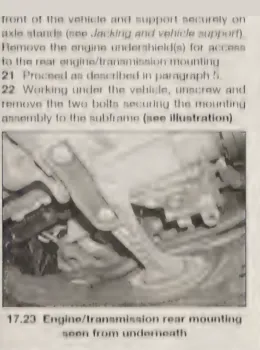 front of the vehicle and support securely on
axle stands (see Jacking and vehicle support).
Remove the engine undershield(s) for access
to the rear engine/transmission mounting
21 Proceed as described in paragraph 5.
22 Working under the vehicle, unscrew and
remove the two bolts securing the mounting
assembly to the subframe (see illustration)
17.23 Engine/transmission rear mounting
seen from underneath